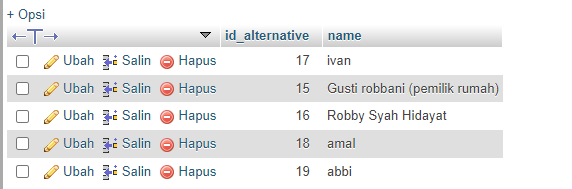 + Opsi
←T→ id_alternative name
Ubah Salin Hapus 17 ivan
Ubah Salin Hapus 15 Gusti robbani (pemilik rumah)
Ubah Salin Hapus 16 Robby Syah Hidayat
Ubah Salin Hapus 18 amal
Ubah Salin Hapus 19 abbi